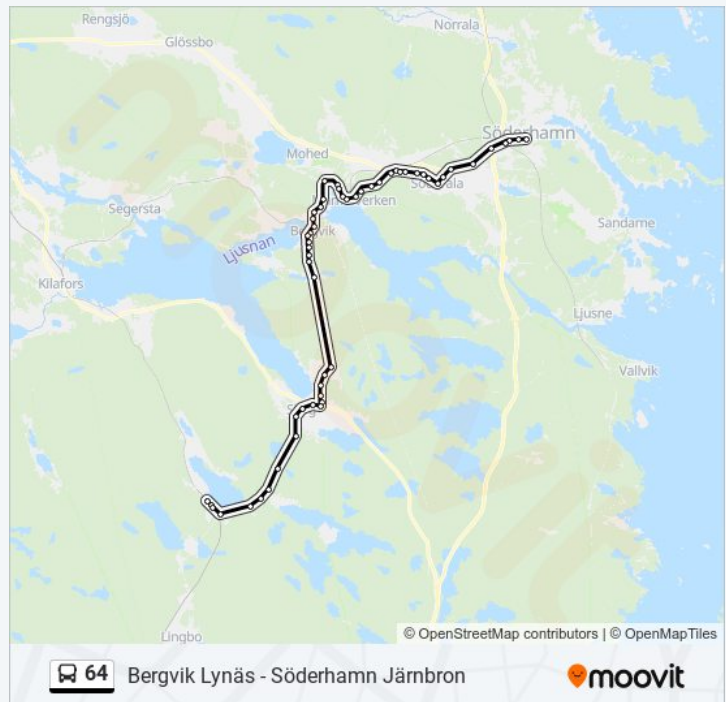 Rengsjö
Norrala
Glössbo
Söderhamn
Mohed
Segersta
Sandarne
Ljusnan
Kilafors
Ljusne
Vallvik
Lingbo
© OpenStreetMap contributors | © OpenMapTiles
64 Bergvik Lynäs - Söderhamn Järnbron
moovit